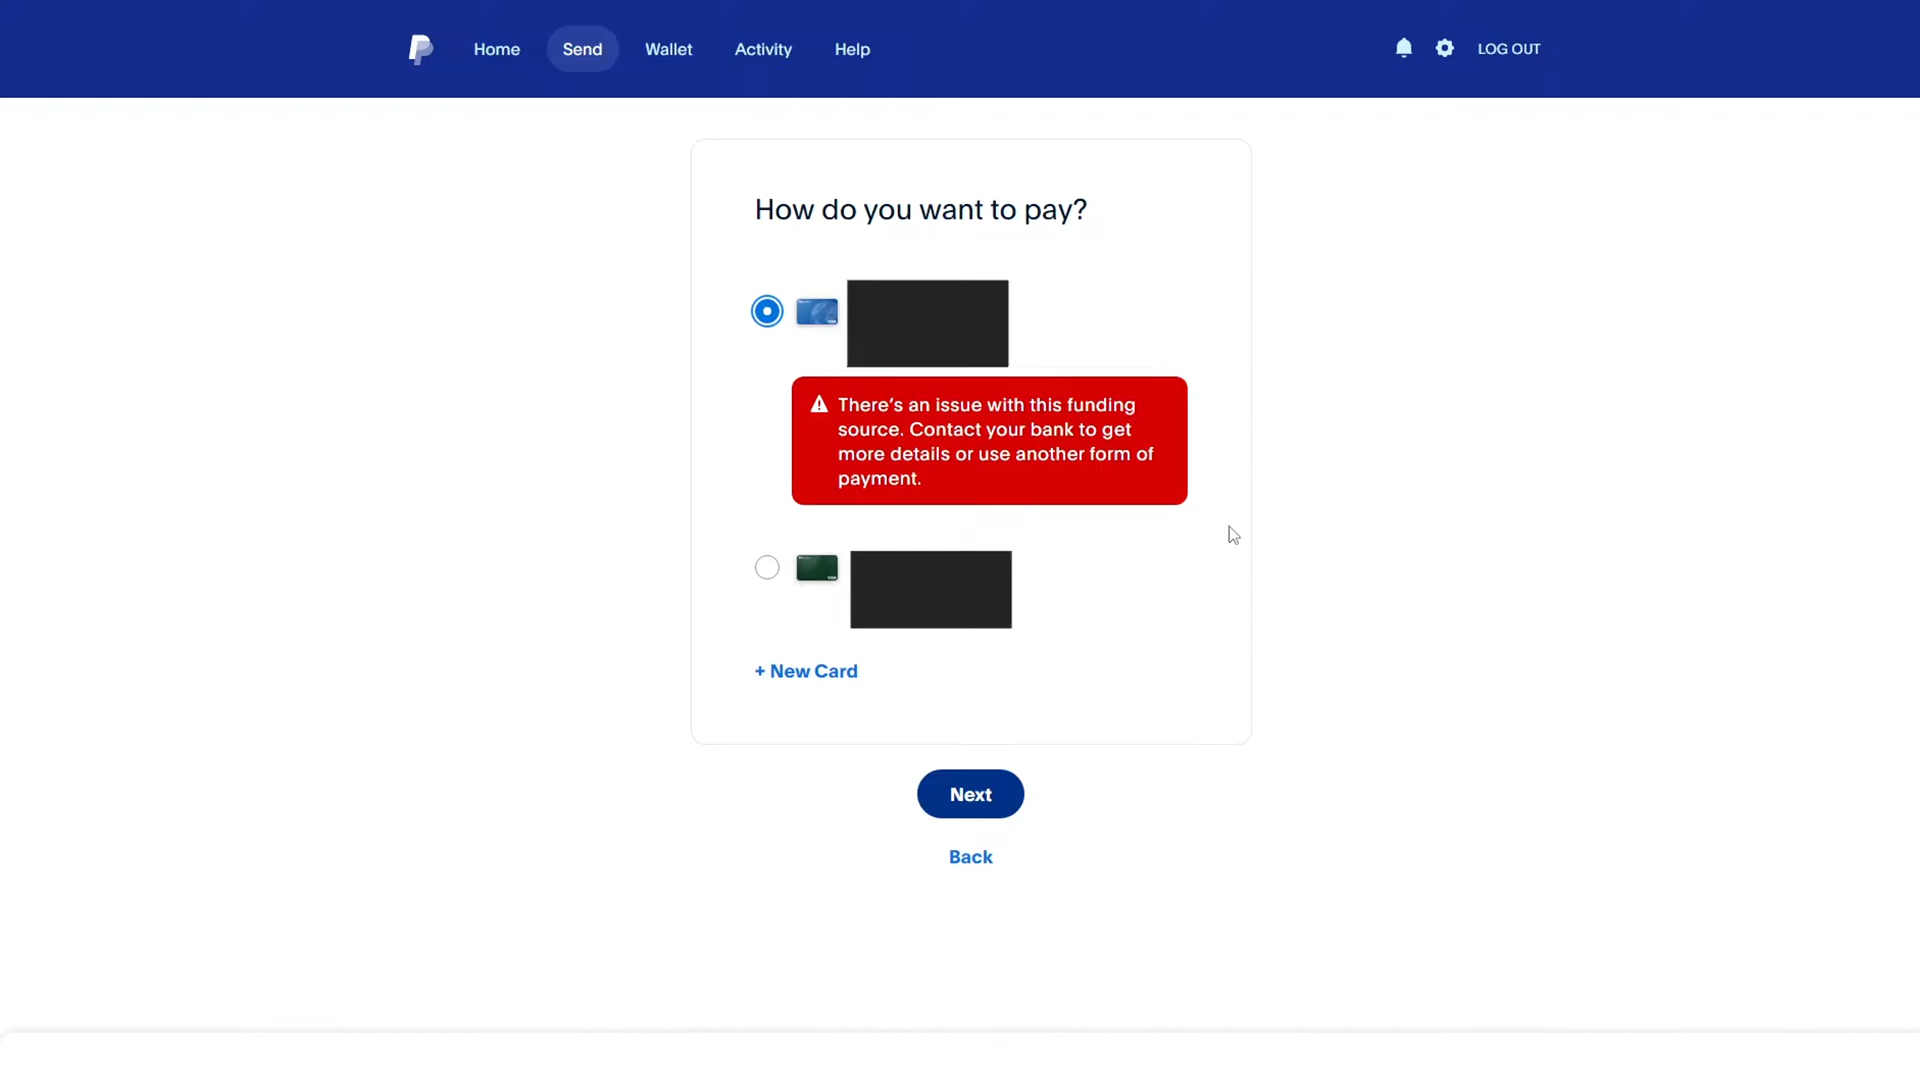 Home
Send
Wallet
Activity
Help
LOG OUT
How do you want to pay?
There's an issue with this funding
source. Contact your bank to get
more details or use another form of
payment.
+ New Card
Next
Back